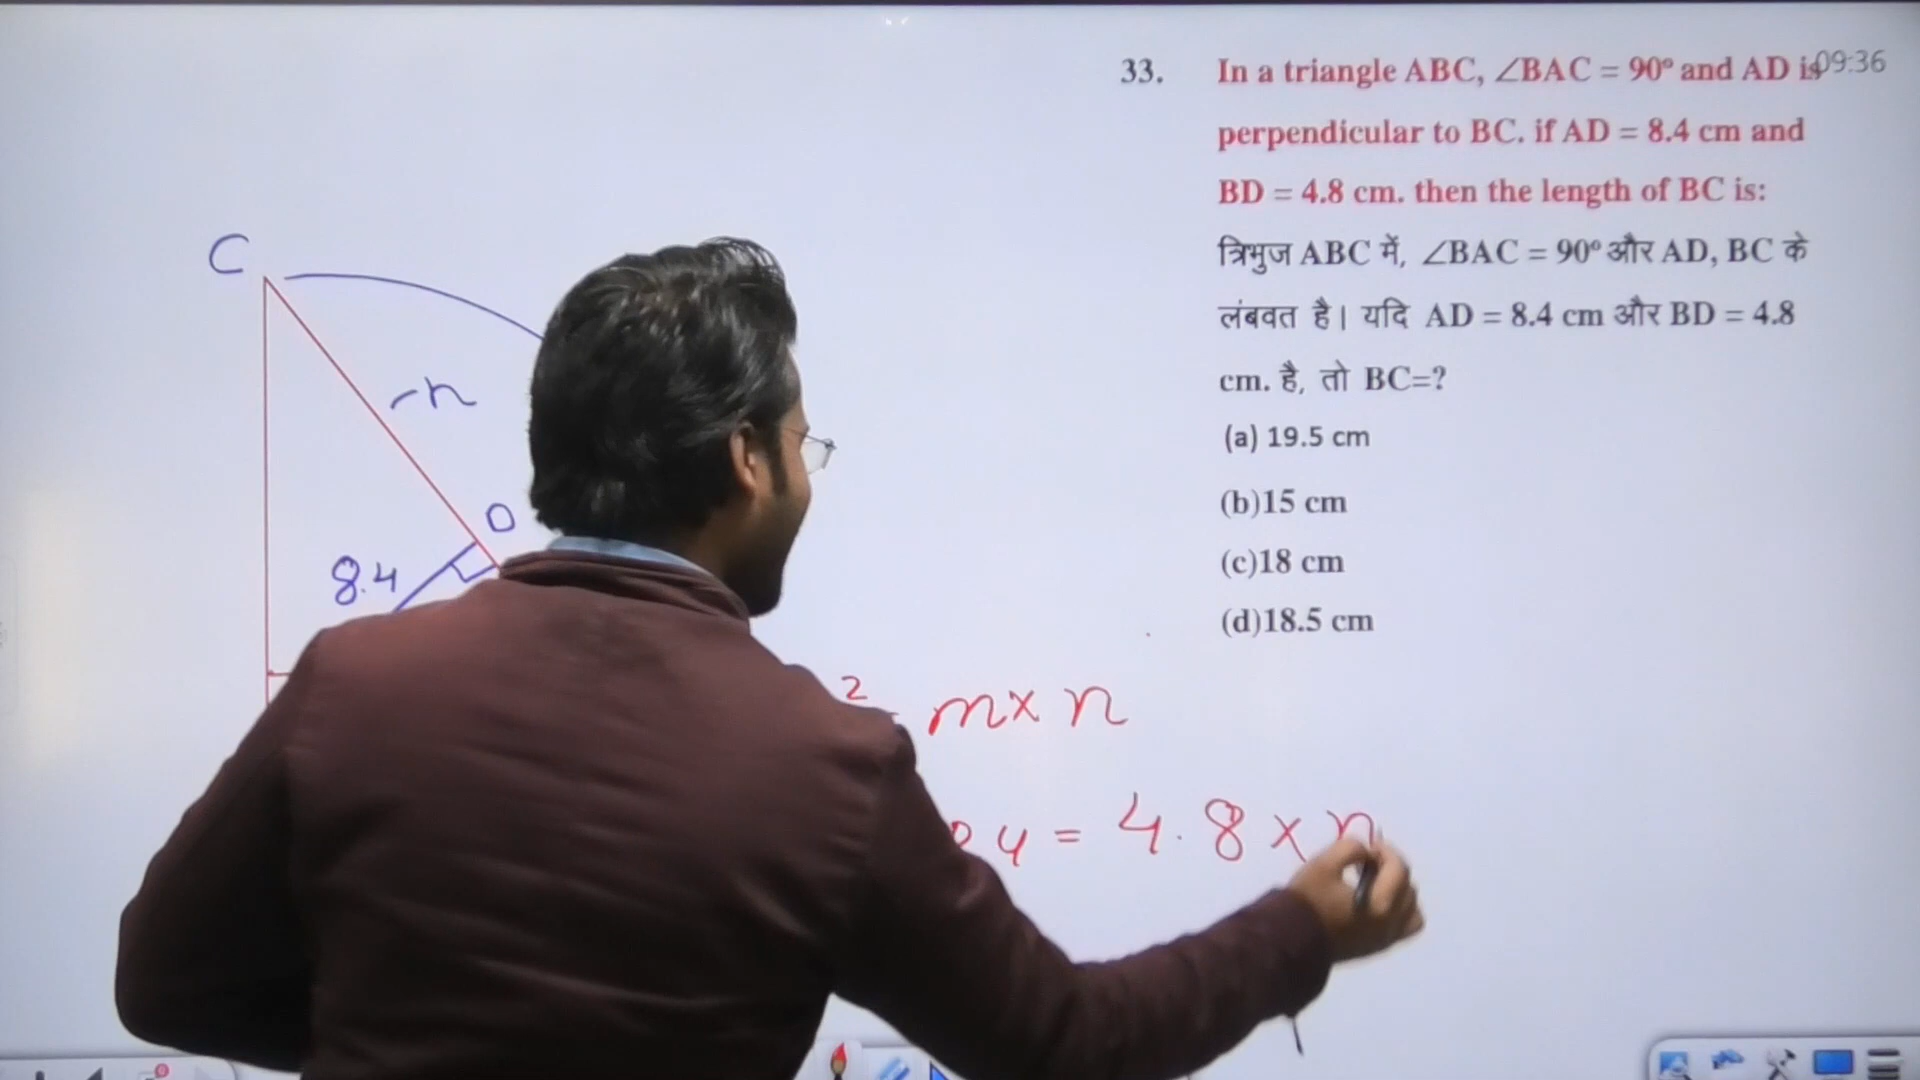 33. In a triangle ABC, ∠BAC = 90° and AD is
09:36
perpendicular to BC. if AD = 8.4 cm and
BD = 4.8 cm. then the length of BC is:
त्रिभुज ABC में, ∠BAC = 90° और AD, BC के
लंबवत है। यदि AD = 8.4 cm और BD = 4.8
cm. है, तो BC=?
(a) 19.5 cm
(b)15 cm
(c)18 cm
(d)18.5 cm
C
n
D
8.4
2 = m× n
4 = 4.8 × n